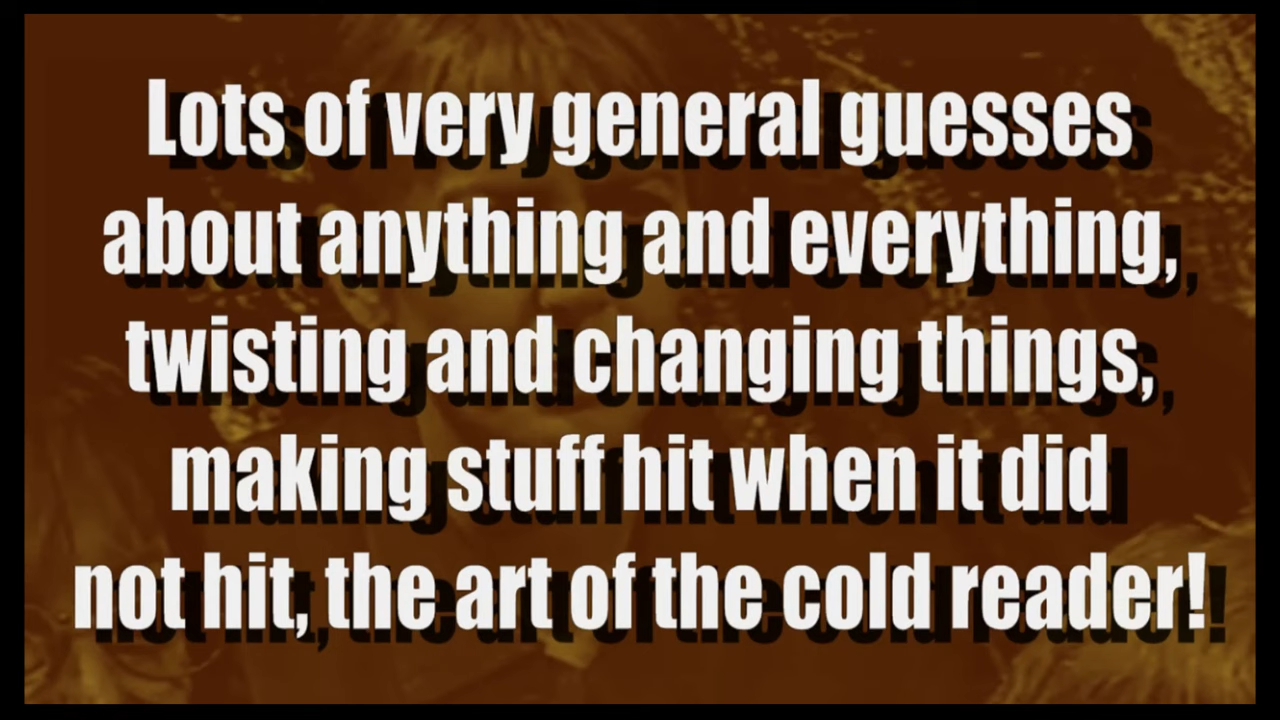 Lots of very general guesses
about anything and everything,
twisting and changing things,
making stuff hit when it did
not hit, the art of the cold reader!